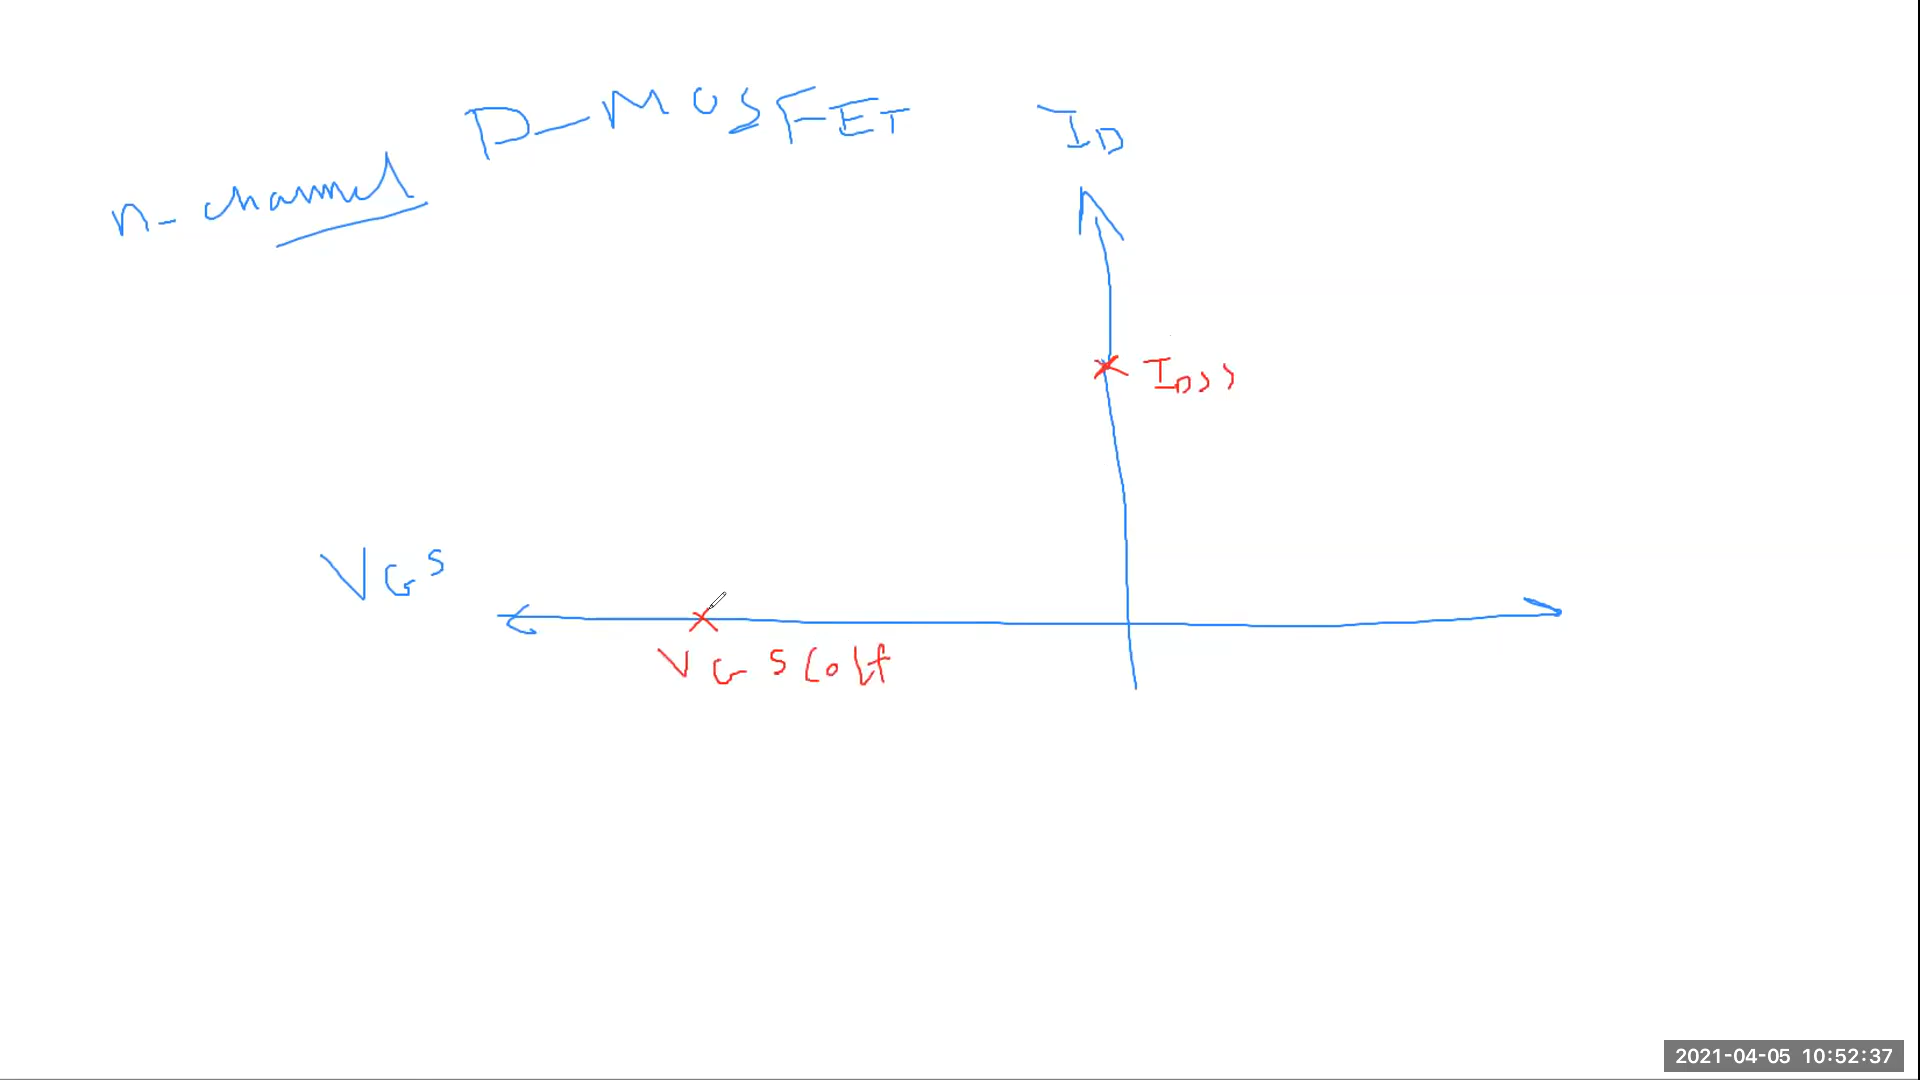 D-MOSFET
n-channel
ID
IDSS
VGS
VGS(off
2021-04-05 10:52:37